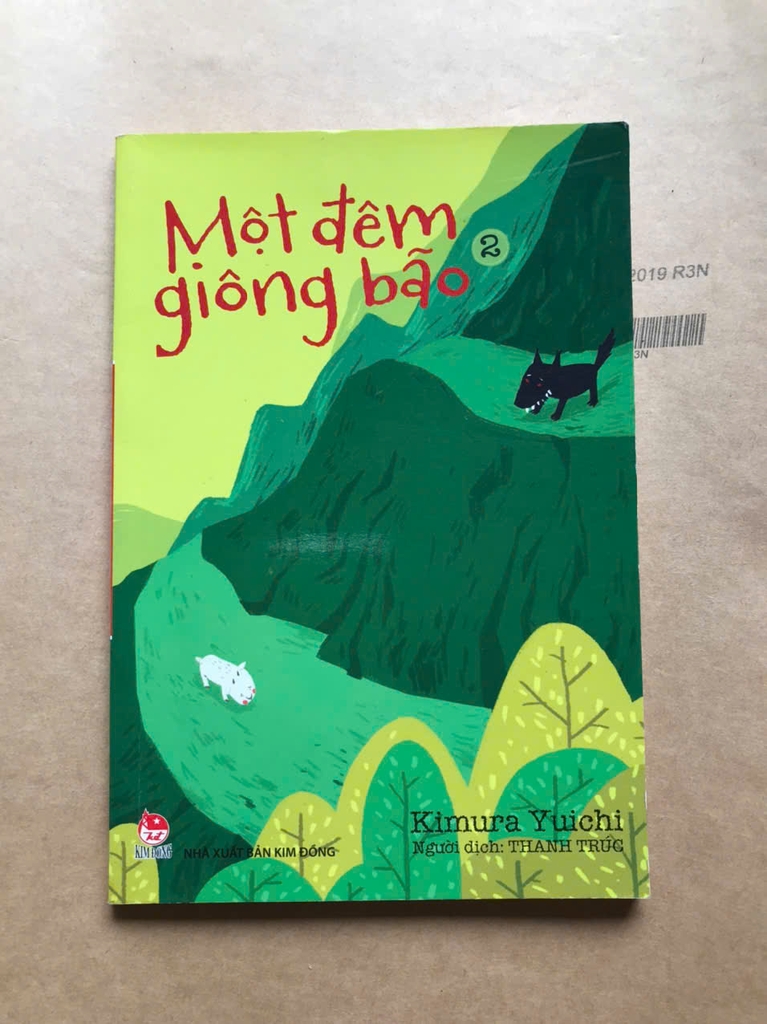 Một đêm
giông bão
2
2019 R3N
3N
Kimura Yuichi
Người dịch: THANH TRÚC
KIM ĐỒNG
NHÀ XUẤT BẢN KIM ĐỒNG